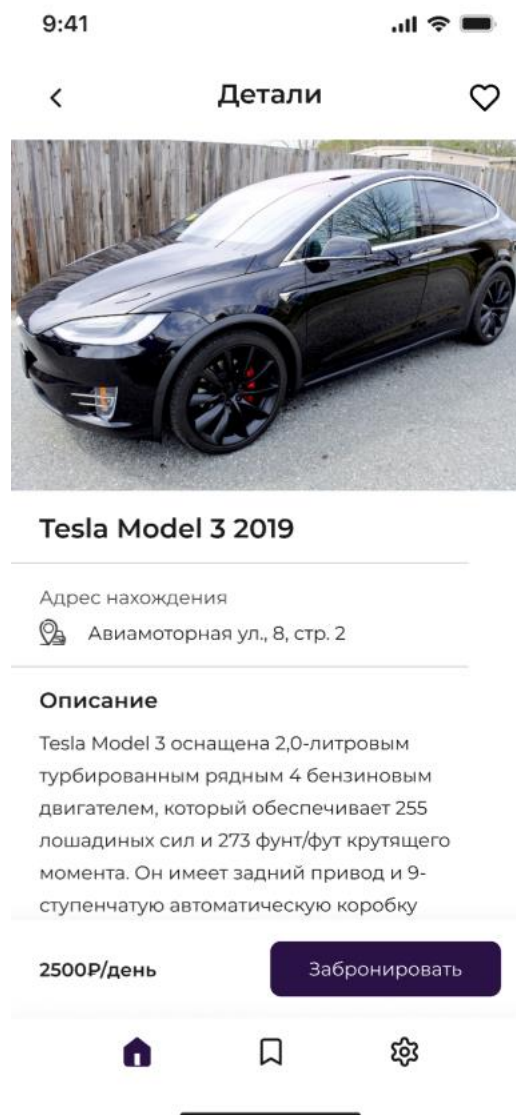 9:41
Детали
Tesla Model 3 2019
Адрес нахождения
Авиамоторная ул., 8, стр. 2
Описание
Tesla Model 3 оснащена 2,0-литровым
турбированным рядным 4 бензиновым
двигателем, который обеспечивает 255
лошадиных сил и 273 фунт/фут крутящего
момента. Он имеет задний привод и 9-
ступенчатую автоматическую коробку
2500₽/день
Забронировать